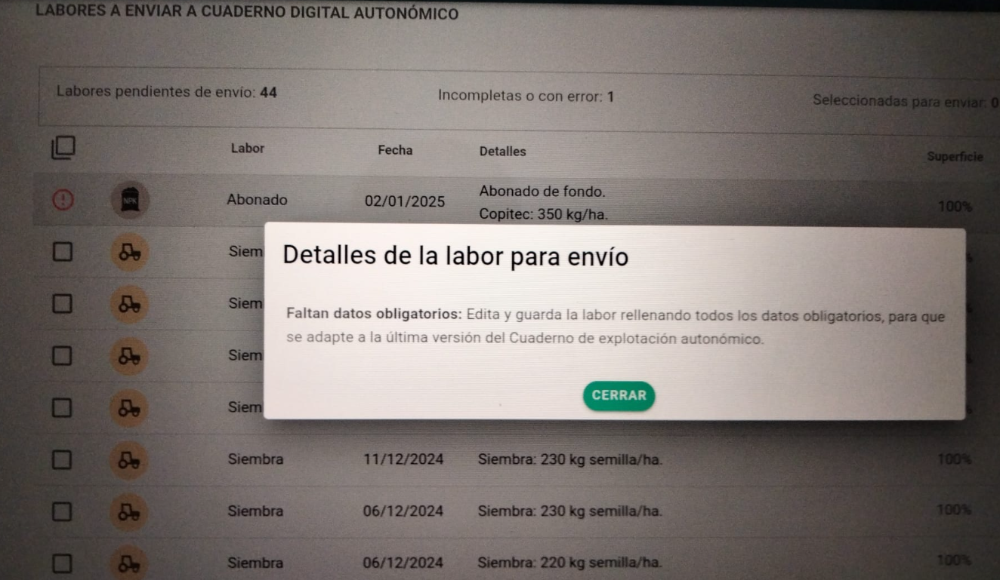 LABORES A ENVIAR A CUADERNO DIGITAL AUTONÓMICO
Labores pendientes de envío: 44
Incompletas o con error: 1
Seleccionadas para enviar: 0
Labor
Fecha
Detalles
Superficie
NPK
Abonado
02/01/2025
Abonado de fondo.
Copitec: 350 kg/ha.
100%
Siem
Detalles de la labor para envío
Siem
Faltan datos obligatorios: Edita y guarda la labor rellenando todos los datos obligatorios, para que
se adapte a la última versión del Cuaderno de explotación autonómico.
Siem
Siem
CERRAR
Siembra
11/12/2024
Siembra: 230 kg semilla/ha.
100%
Siembra
06/12/2024
Siembra: 230 kg semilla/ha.
100%
Siembra
06/12/2024
Siembra: 220 kg semilla/ha.
100%